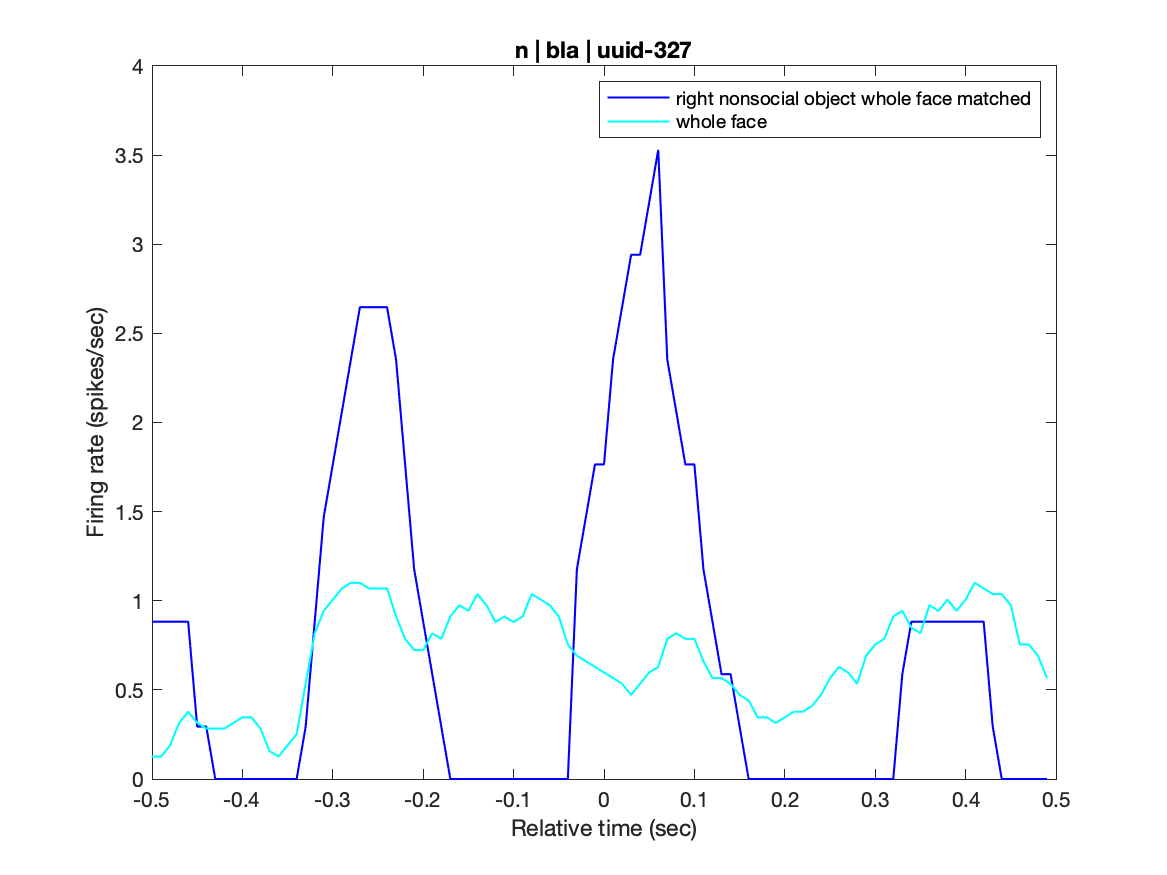 n | bla | uuid-327
right nonsocial object whole face matched
whole face
Firing rate (spikes/sec)
4
3.5
3
2.5
2
1.5
1
0.5
0
-0.5 -0.4 -0.3 -0.2 -0.1 0 0.1 0.2 0.3 0.4 0.5
Relative time (sec)